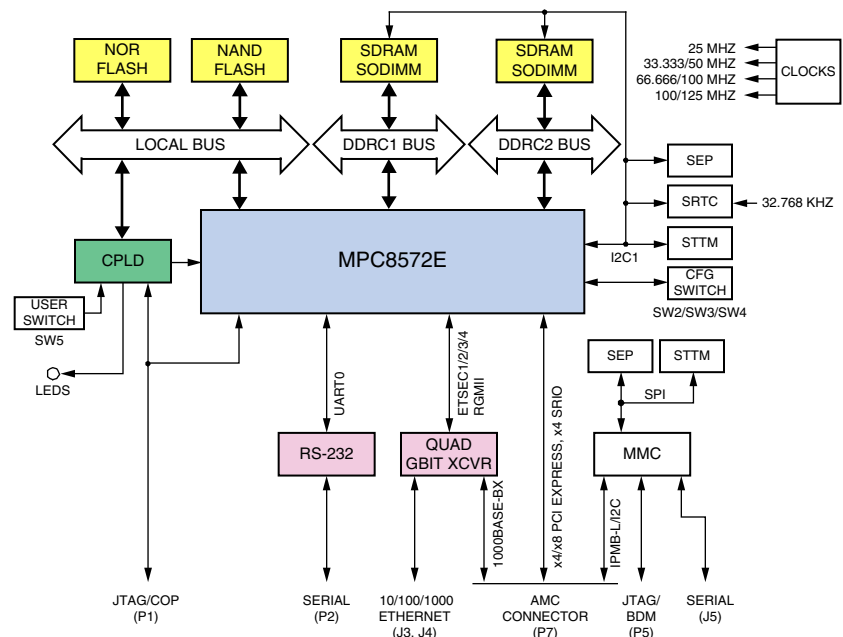 NOR
FLASH
NAND
FLASH
SDRAM
SODIMM
SDRAM
SODIMM
25 MHZ
33.333/50 MHZ
66.666/100 MHZ
100/125 MHZ
CLOCKS
LOCAL BUS
DDRC1 BUS
DDRC2 BUS
SEP
SRTC
32.768 KHZ
STTM
I2C1
CFG
SWITCH
SW2/SW3/SW4
CPLD
MPC8572E
USER
SWITCH
SW5
LEDS
UART0
ETSEC1/2/3/4
RGMII
x4/x8 PCI EXPRESS, x4 SRIO
SEP
STTM
SPI
RS-232
QUAD
GBIT XCVR
MMC
1000BASE-BX
IPMB-L/I2C
JTAG/COP
(P1)
SERIAL
(P2)
10/100/1000
ETHERNET
(J3, J4)
AMC
CONNECTOR
(P7)
JTAG/
BDM
(P5)
SERIAL
(J5)